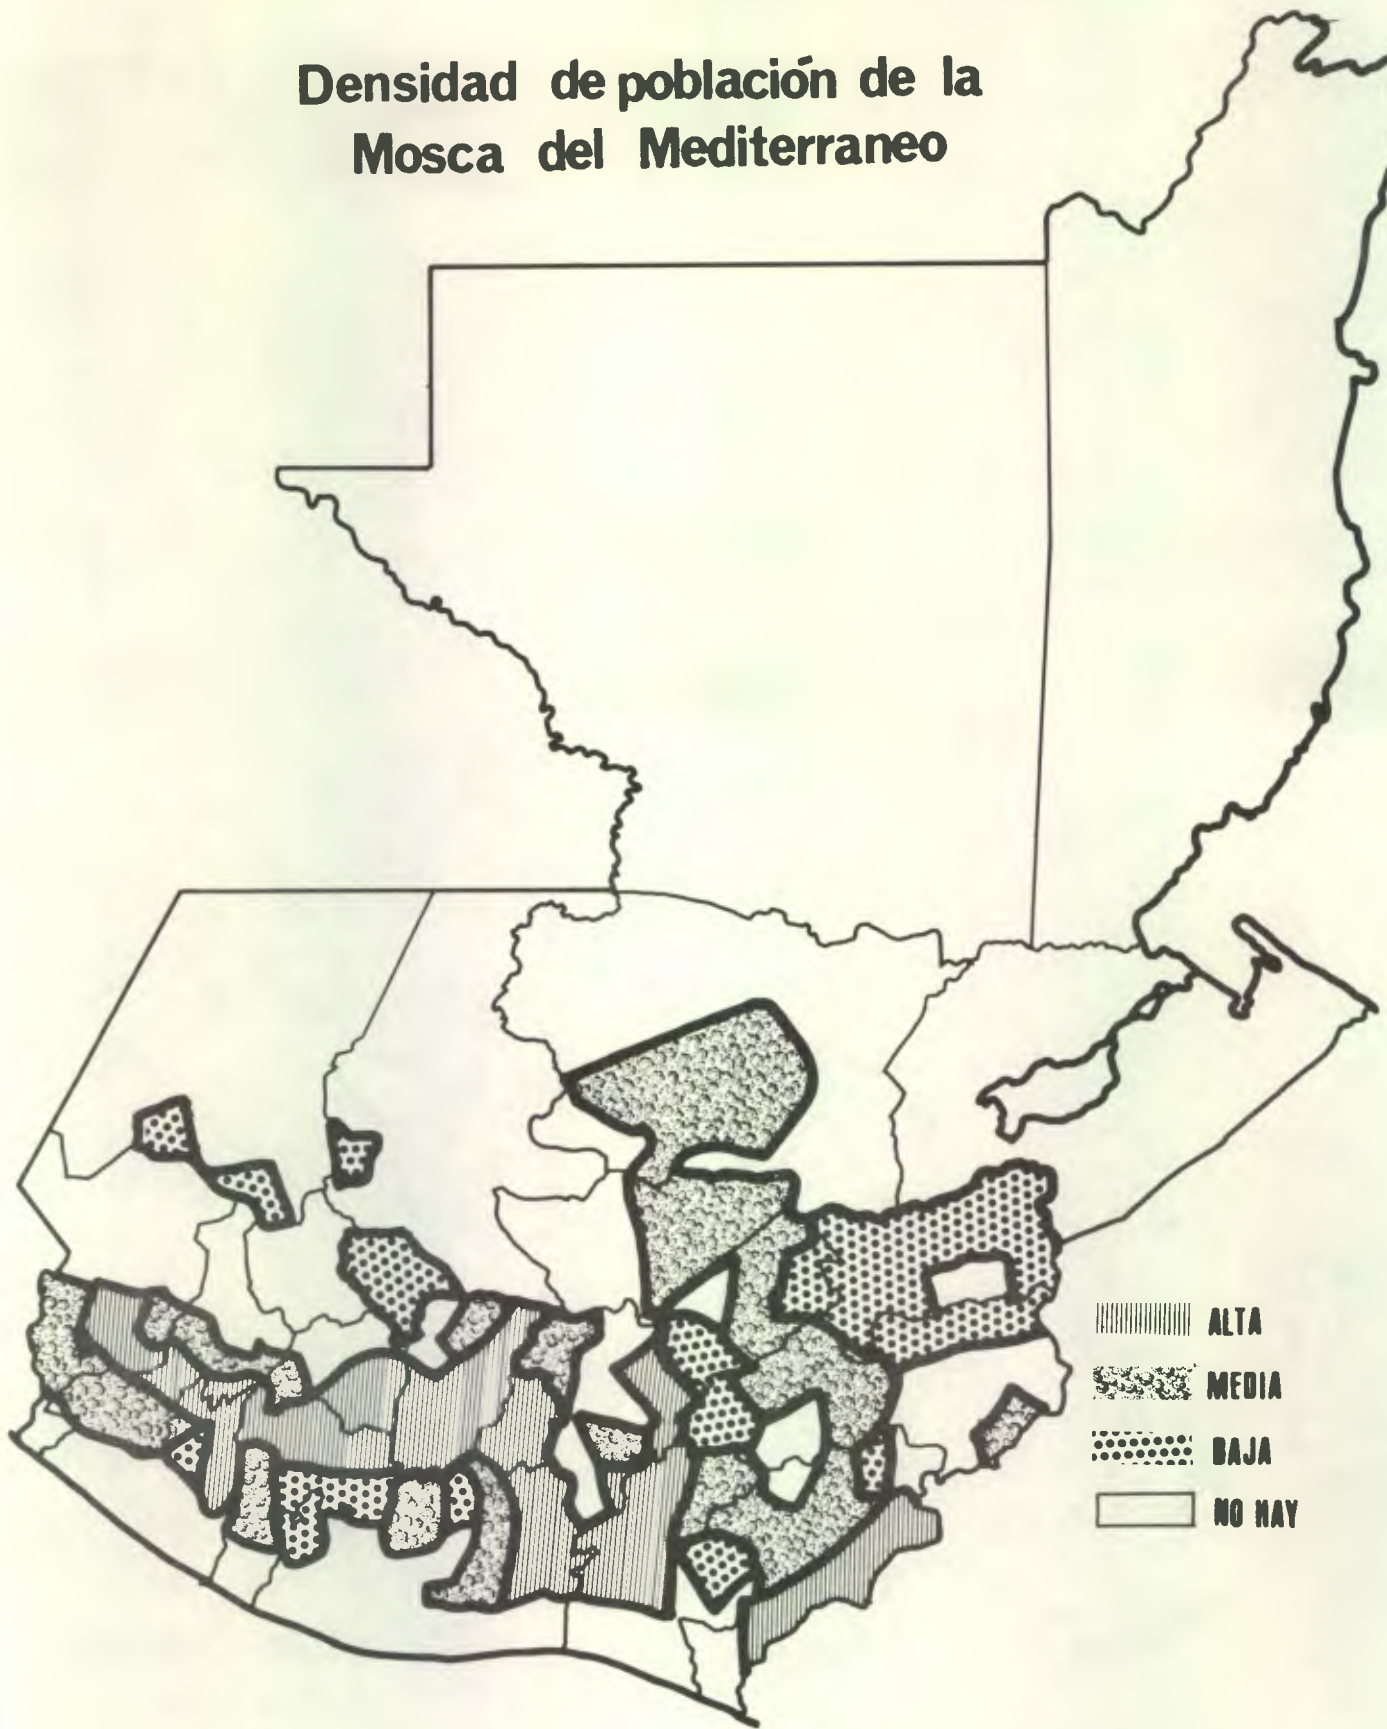 Densidad de población de la
Mosca del Mediterraneo
ALTA
MEDIA
BAJA
NO HAY